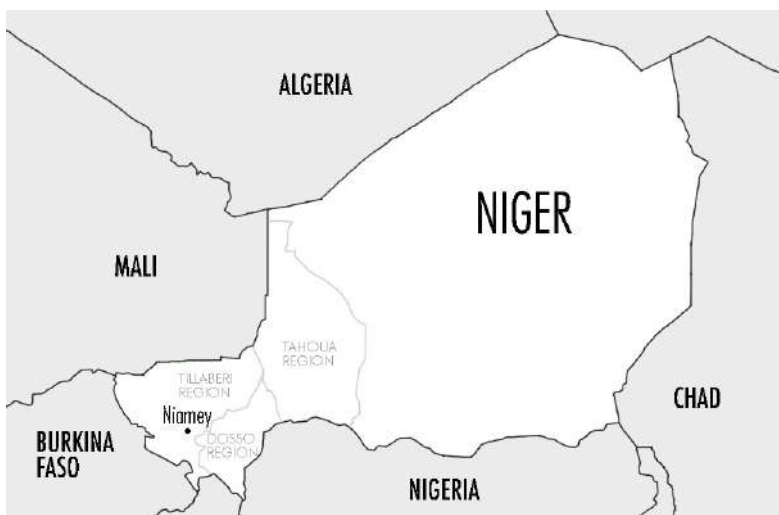 ALGERIA
NIGER
MALI
TAHOUA
REGION
TILLABERI
REGION
CHAD
Niamey
BURKINA
FASO
DOSSO
REGION
NIGERIA